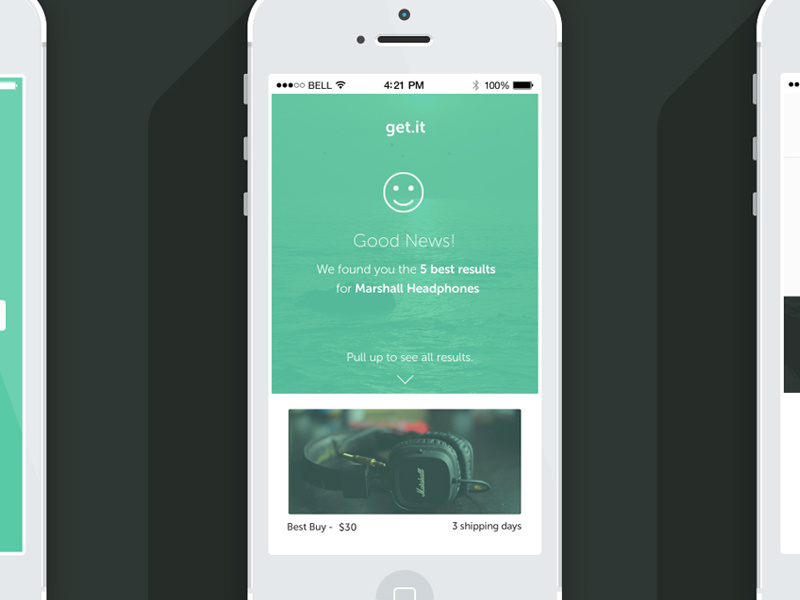 ●●●○○ BELL 4:21 PM 100%
get.it
Good News!
We found you the 5 best results
for Marshall Headphones
Pull up to see all results.
Marshall
Best Buy - $30 3 shipping days